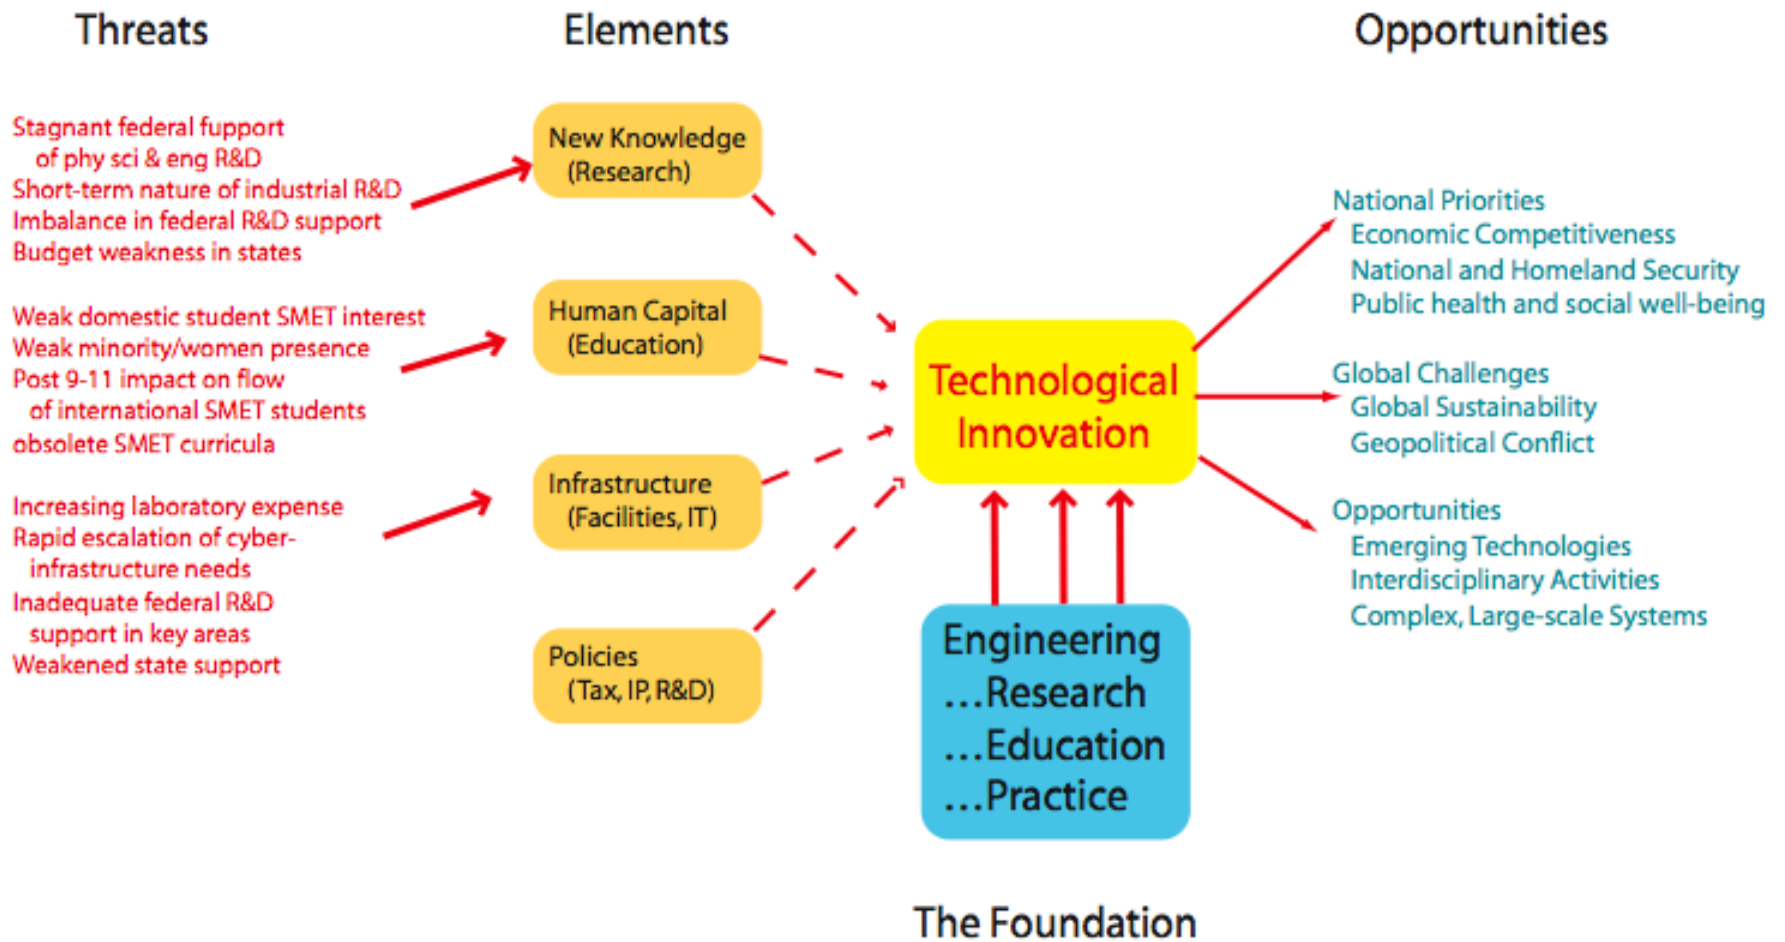 Threats
Elements
Opportunities
Stagnant federal fupport
of phy sci & eng R&D
Short-term nature of industrial R&D
Imbalance in federal R&D support
Budget weakness in states
Weak domestic student SMET interest
Weak minority/women presence
Post 9-11 impact on flow
of international SMET students
obsolete SMET curricula
Increasing laboratory expense
Rapid escalation of cyber-
infrastructure needs
Inadequate federal R&D
support in key areas
Weakened state support
New Knowledge
(Research)
Human Capital
(Education)
Infrastructure
(Facilities, IT)
Policies
(Tax, IP, R&D)
Technological
Innovation
Engineering
...Research
...Education
...Practice
The Foundation
National Priorities
Economic Competitiveness
National and Homeland Security
Public health and social well-being
Global Challenges
Global Sustainability
Geopolitical Conflict
Opportunities
Emerging Technologies
Interdisciplinary Activities
Complex, Large-scale Systems